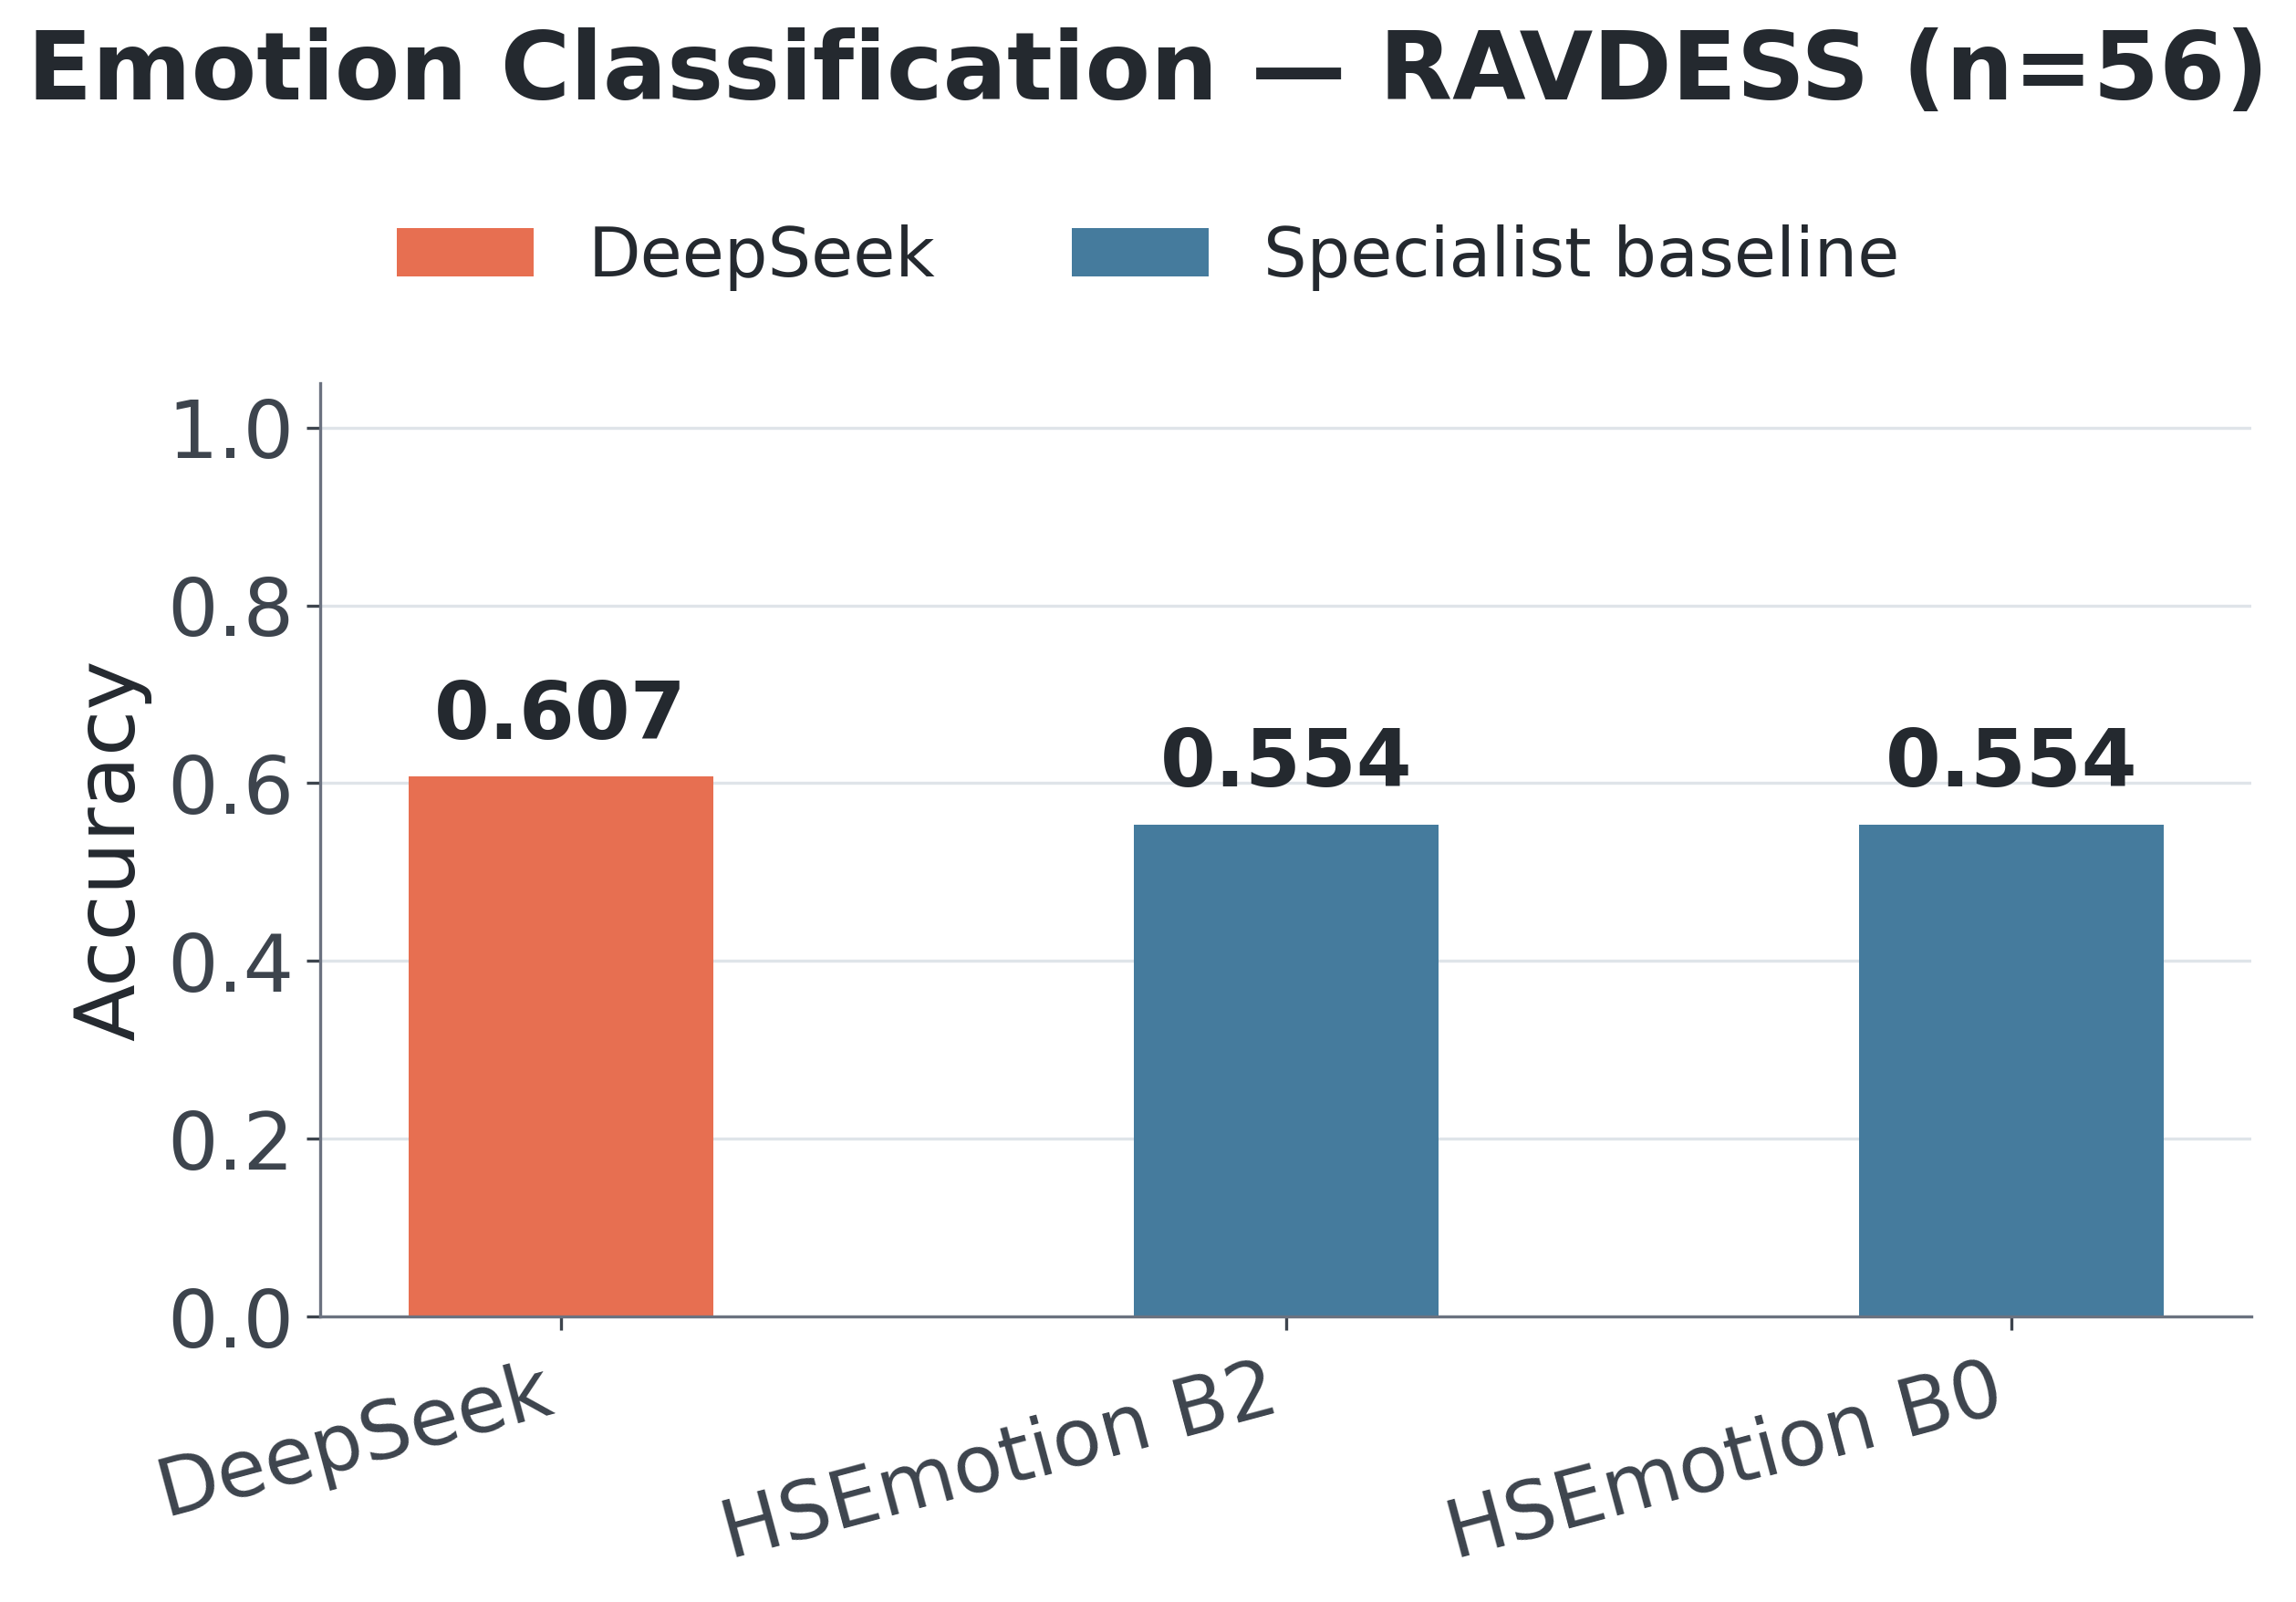 Emotion Classification — RAVDESS (n=56)
DeepSeek
Specialist baseline
Accuracy
1.0
0.8
0.6
0.4
0.2
0.0
0.607
0.554
0.554
DeepSeek
HSEmotion B2
HSEmotion B0